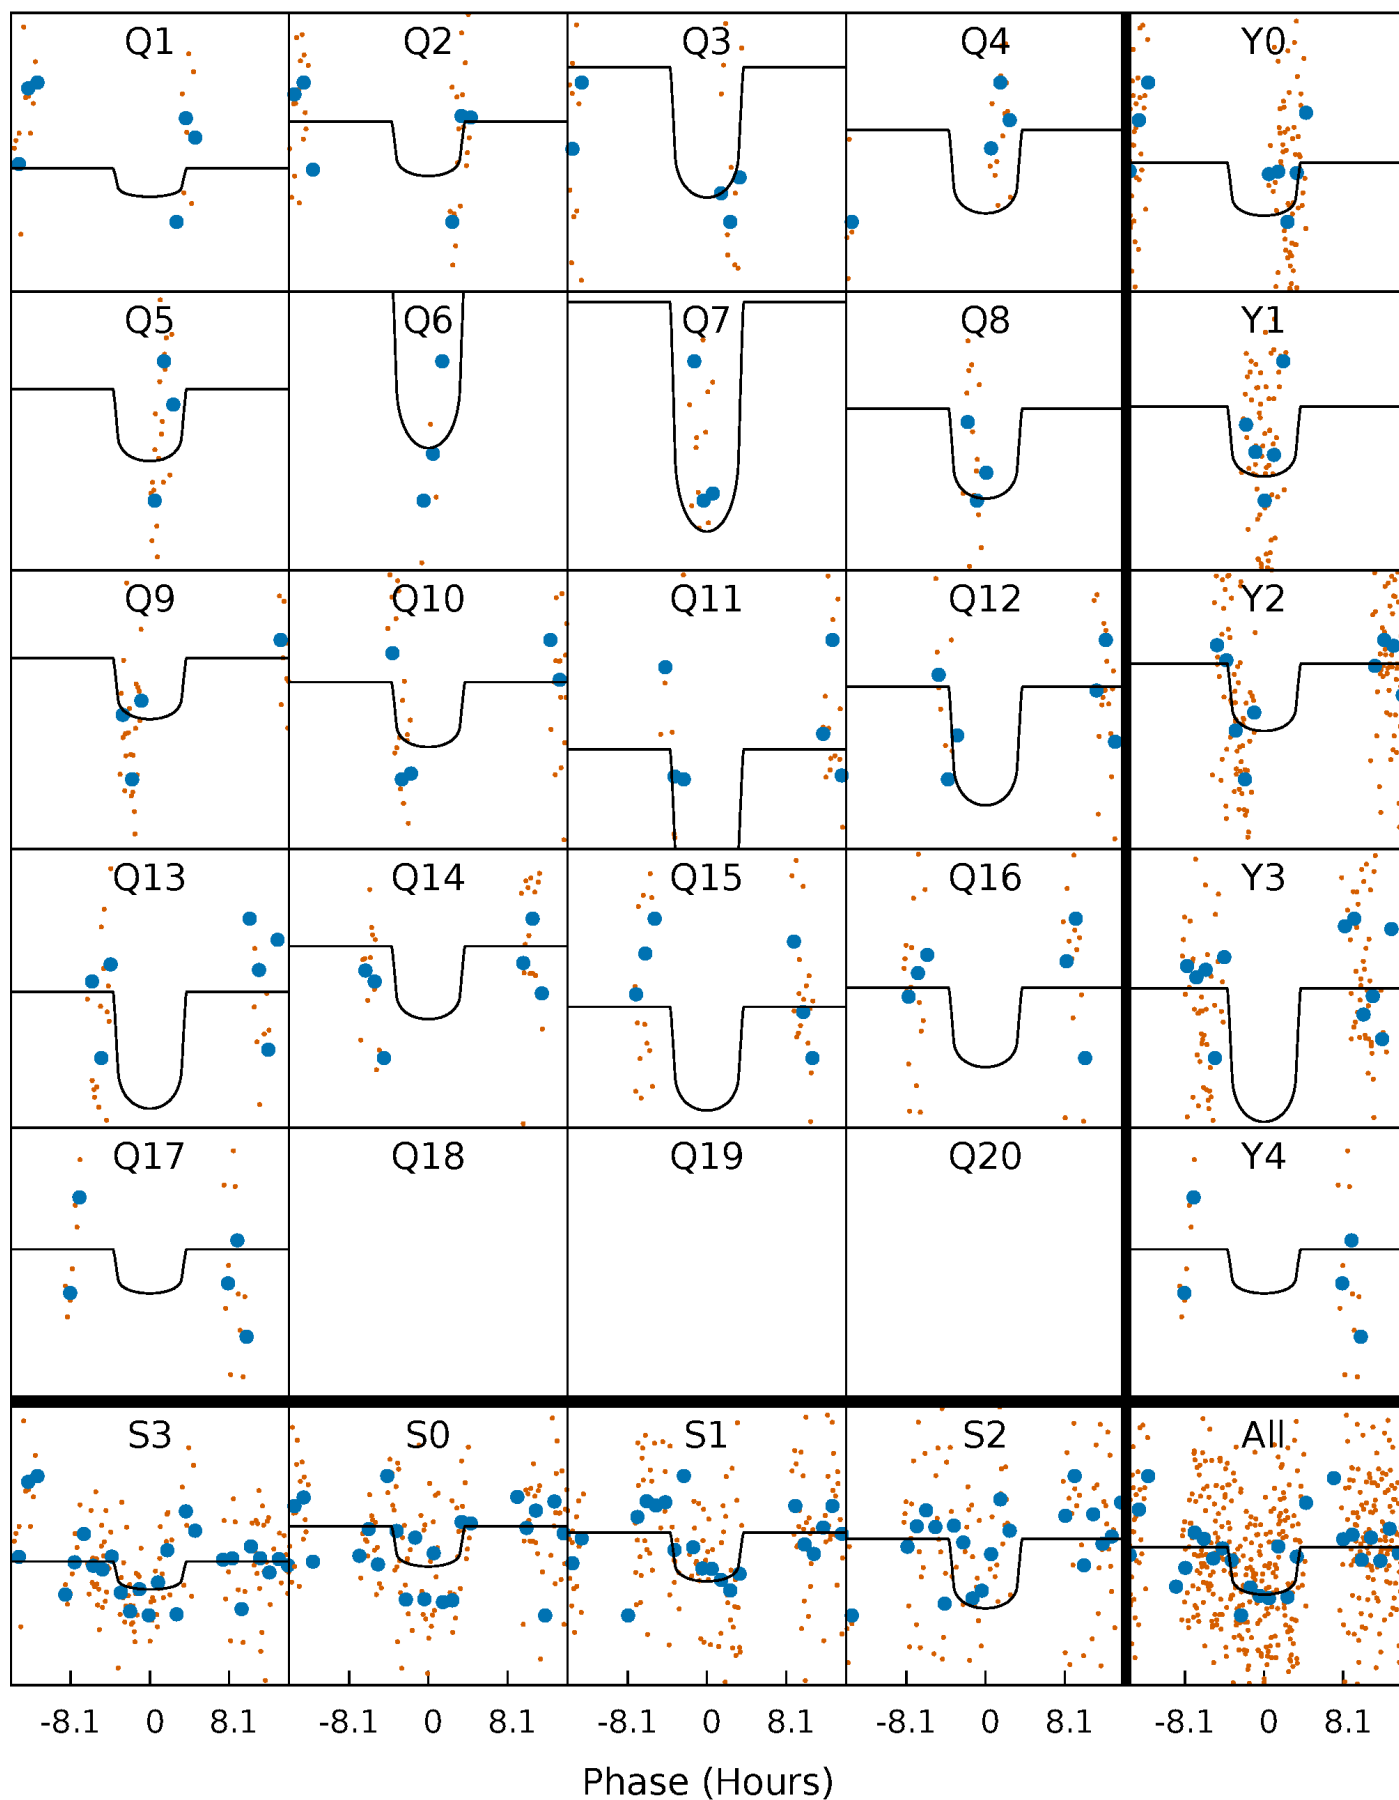 Q1 Q2 Q3 Q4 Y0
Q5 Q6 Q7 Q8 Y1
Q9 Q10 Q11 Q12 Y2
Q13 Q14 Q15 Q16 Y3
Q17 Q18 Q19 Q20 Y4
S3 S0 S1 S2 All
-8.1 0 8.1 -8.1 0 8.1 -8.1 0 8.1 -8.1 0 8.1 -8.1 0 8.1
Phase (Hours)